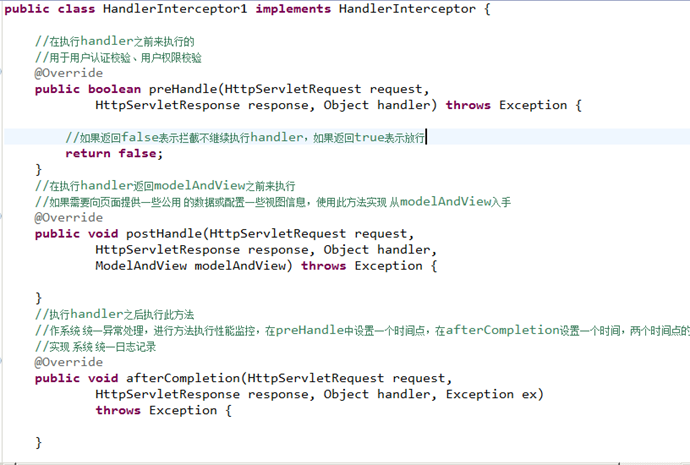 public class HandlerInterceptor1 implements HandlerInterceptor {
//在执行handler之前来执行的
//用于用户认证校验、用户权限校验
@Override
public boolean preHandle(HttpServletRequest request,
HttpServletResponse response, Object handler) throws Exception {
//如果返回false表示拦截不继续执行handler，如果返回true表示放行
return false;
}
//在执行handler返回modelAndView之前来执行
//如果需要向页面提供一些公用 的数据或配置一些视图信息，使用此方法实现 从modelAndView入手
@Override
public void postHandle(HttpServletRequest request,
HttpServletResponse response, Object handler,
ModelAndView modelAndView) throws Exception {
}
//执行handler之后执行此方法
//作系统 统一异常处理，进行方法执行性能监控，在preHandle中设置一个时间点，在afterCompletion设置一个时间，两个时间点的
//实现 系统 统一日志记录
@Override
public void afterCompletion(HttpServletRequest request,
HttpServletResponse response, Object handler, Exception ex)
throws Exception {
}